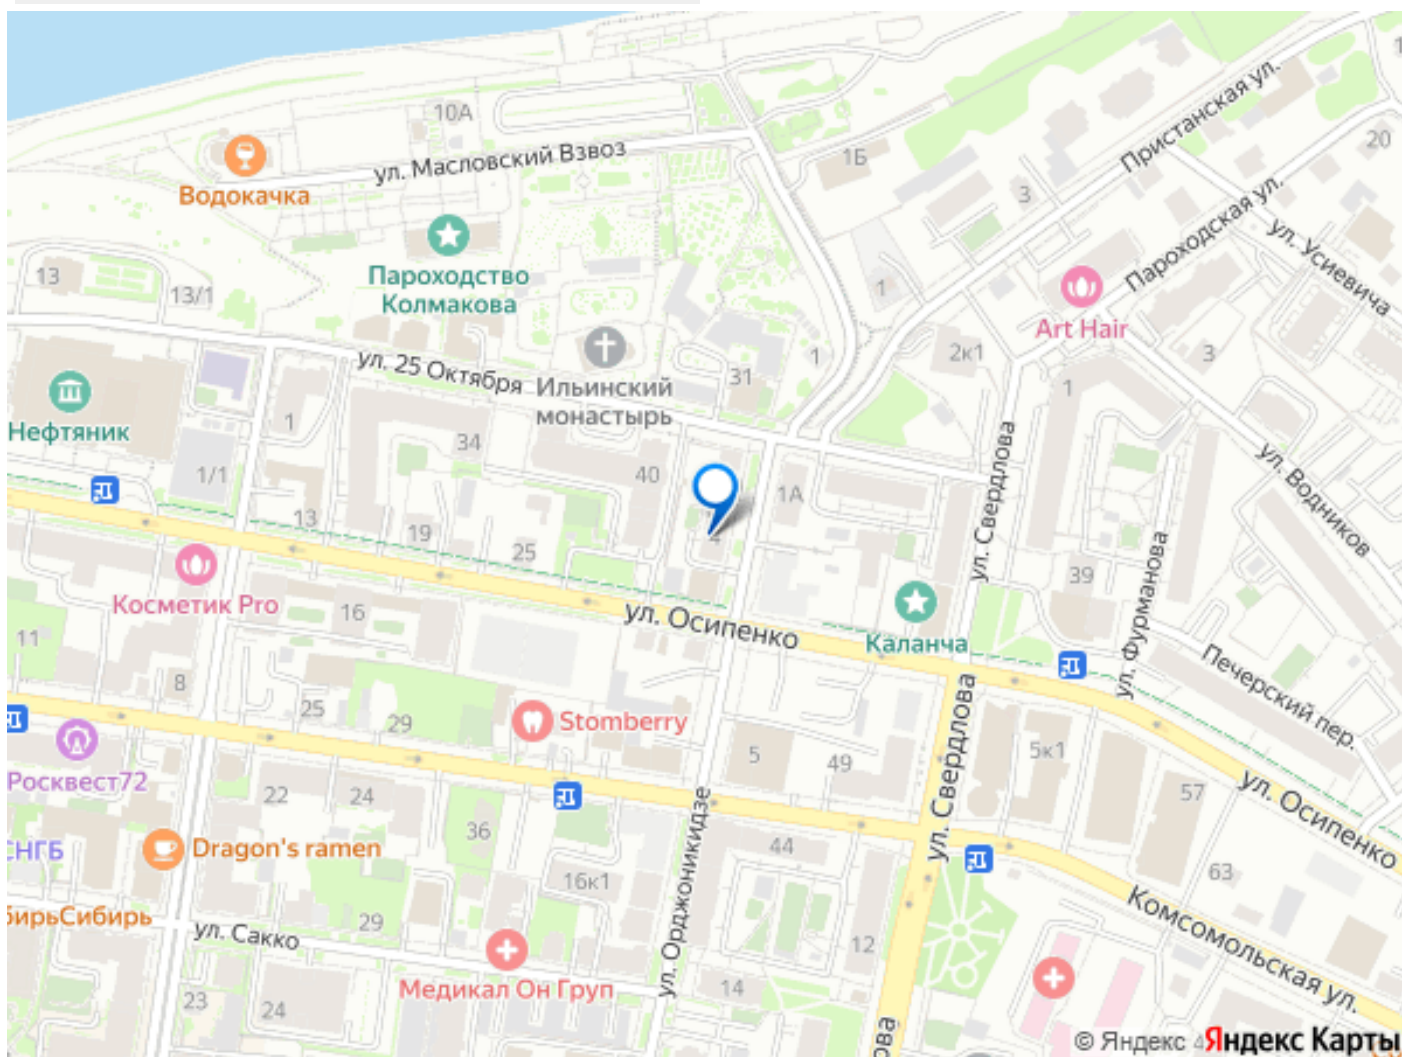 10А
ул. Масловский Взвоз
Водокачка
1Б
Пристанская ул.
20
3
Пароходская ул.
ул. Усиевича
13
13/1
Пароходство
Колмакова
1
Art Hair
ул. 25 Октября
Ильинский
монастырь
31
1
2к1
3
1
Нефтяник
1
34
40
1/1
1А
ул. Свердлова
ул. Водников
13
19
25
4
39
ул. Фурманова
Косметик Pro
16
ул. Осипенко
Каланча
Печерский пер.
11
8
25
29
Stomberry
5
49
ул. Свердлова
5к1
57
ул. Осипенко
Росквест72
22
24
36
ул. Орджоникидзе
44
63
СНГБ
Dragon's ramen
16к1
Комсомольская ул.
бирьСибирь
29
ул. Сакко
12
23
24
Медикал Он Груп
14
ова
© Яндекс
Яндекс Карты